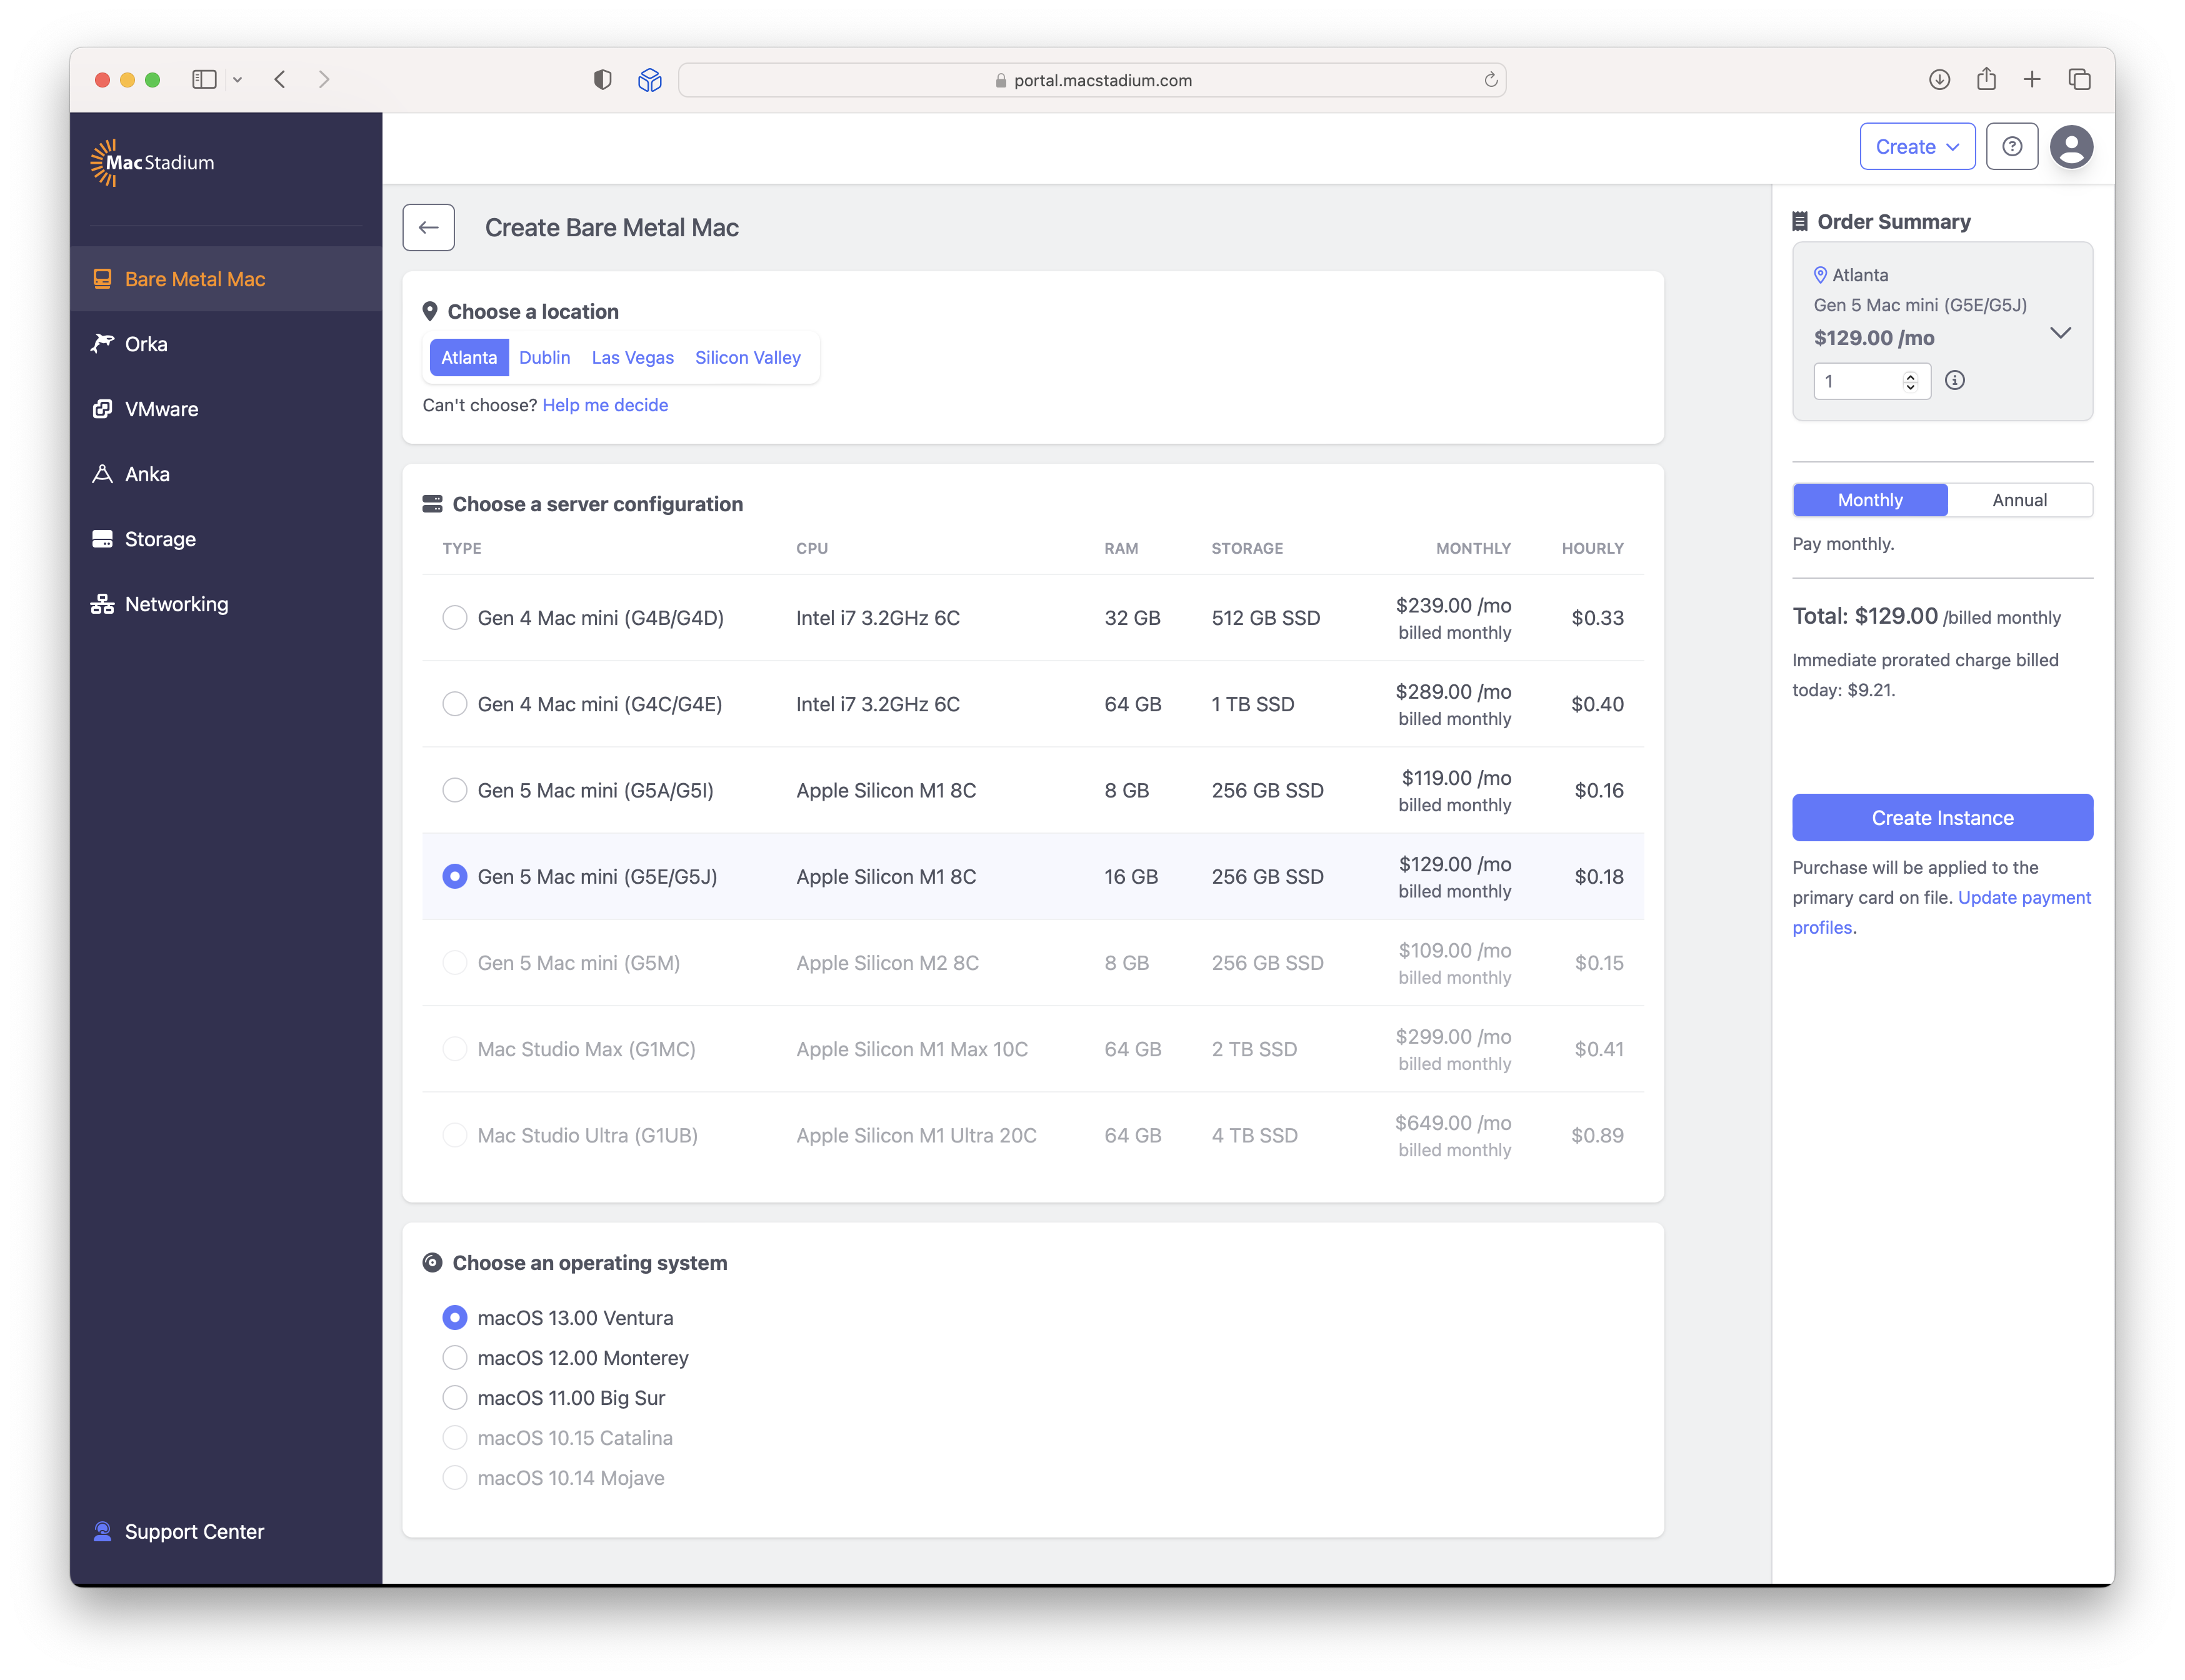 portal.macstadium.com
MacStadium
Create
Bare Metal Mac
Orka
VMware
Anka
Storage
Networking
Support Center
Create Bare Metal Mac
Choose a location
Atlanta Dublin Las Vegas Silicon Valley
Can't choose? Help me decide
Choose a server configuration
TYPE CPU RAM STORAGE MONTHLY HOURLY
Gen 4 Mac mini (G4B/G4D) Intel i7 3.2GHz 6C 32 GB 512 GB SSD $239.00 /mo $0.33
billed monthly
Gen 4 Mac mini (G4C/G4E) Intel i7 3.2GHz 6C 64 GB 1 TB SSD $289.00 /mo $0.40
billed monthly
Gen 5 Mac mini (G5A/G5I) Apple Silicon M1 8C 8 GB 256 GB SSD $119.00 /mo $0.16
billed monthly
Gen 5 Mac mini (G5E/G5J) Apple Silicon M1 8C 16 GB 256 GB SSD $129.00 /mo $0.18
billed monthly
Gen 5 Mac mini (G5M) Apple Silicon M2 8C 8 GB 256 GB SSD $109.00 /mo $0.15
billed monthly
Mac Studio Max (G1MC) Apple Silicon M1 Max 10C 64 GB 2 TB SSD $299.00 /mo $0.41
billed monthly
Mac Studio Ultra (G1UB) Apple Silicon M1 Ultra 20C 64 GB 4 TB SSD $649.00 /mo $0.89
billed monthly
Choose an operating system
macOS 13.00 Ventura
macOS 12.00 Monterey
macOS 11.00 Big Sur
macOS 10.15 Catalina
macOS 10.14 Mojave
Order Summary
Atlanta
Gen 5 Mac mini (G5E/G5J)
$129.00 /mo
1
Monthly Annual
Pay monthly.
Total: $129.00 /billed monthly
Immediate prorated charge billed
today: $9.21.
Create Instance
Purchase will be applied to the
primary card on file. Update payment
profiles.